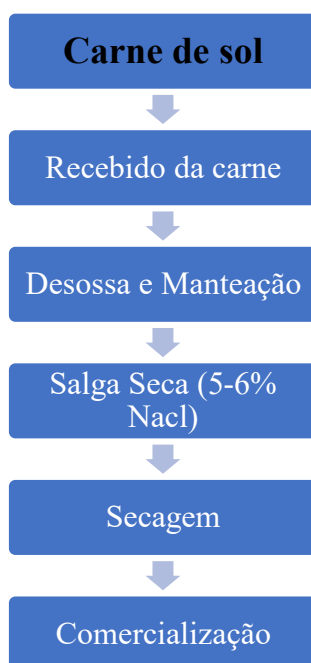 Carne de sol
Recebido da carne
Desossa e Manteação
Salga Seca (5-6%
Nacl)
Secagem
Comercialização